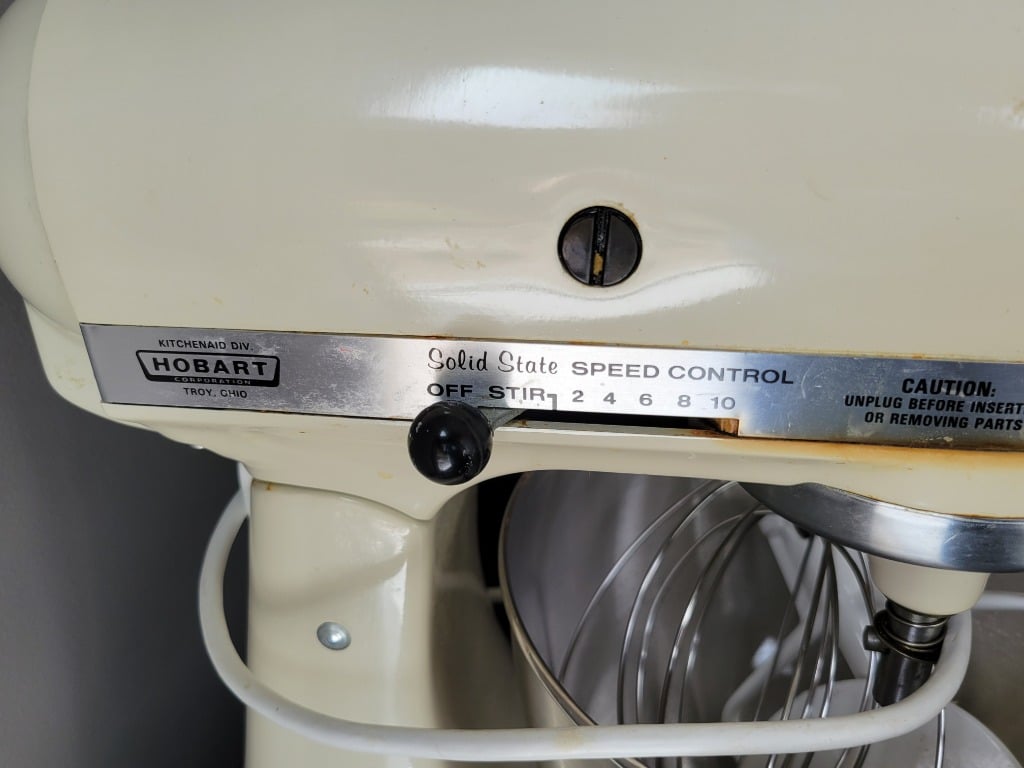 KITCHENAID DIV.
HOBART
CORPORATION
TROY, OHIO
Solid State SPEED CONTROL
OFF STIR 2 4 6 8 10
CAUTION:
UNPLUG BEFORE INSERT
OR REMOVING PARTS